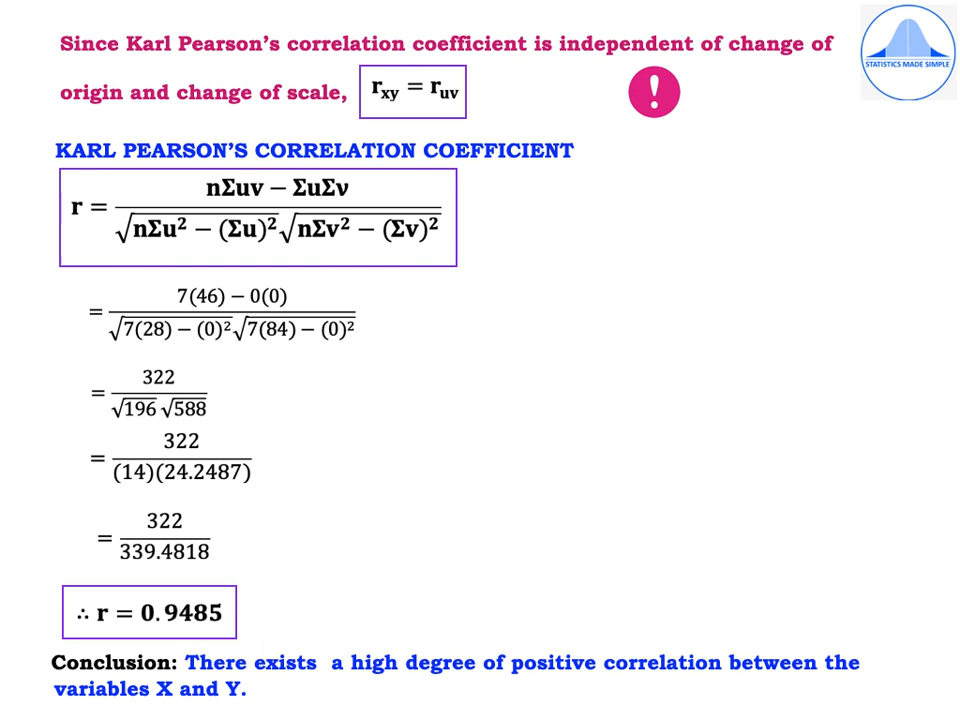 Since Karl Pearson's correlation coefficient is independent of change of
STATISTICS MADE SIMPLE
origin and change of scale, r_xy = r_uv
!
KARL PEARSON'S CORRELATION COEFFICIENT
r = (nΣuv − ΣuΣv) / (√(nΣu² − (Σu)²) √(nΣv² − (Σv)²))
= (7(46) − 0(0)) / (√(7(28) − (0)²) √(7(84) − (0)²))
= 322 / (√196 √588)
= 322 / ((14)(24.2487))
= 322 / 339.4818
∴ r = 0.9485
Conclusion: There exists a high degree of positive correlation between the
variables X and Y.